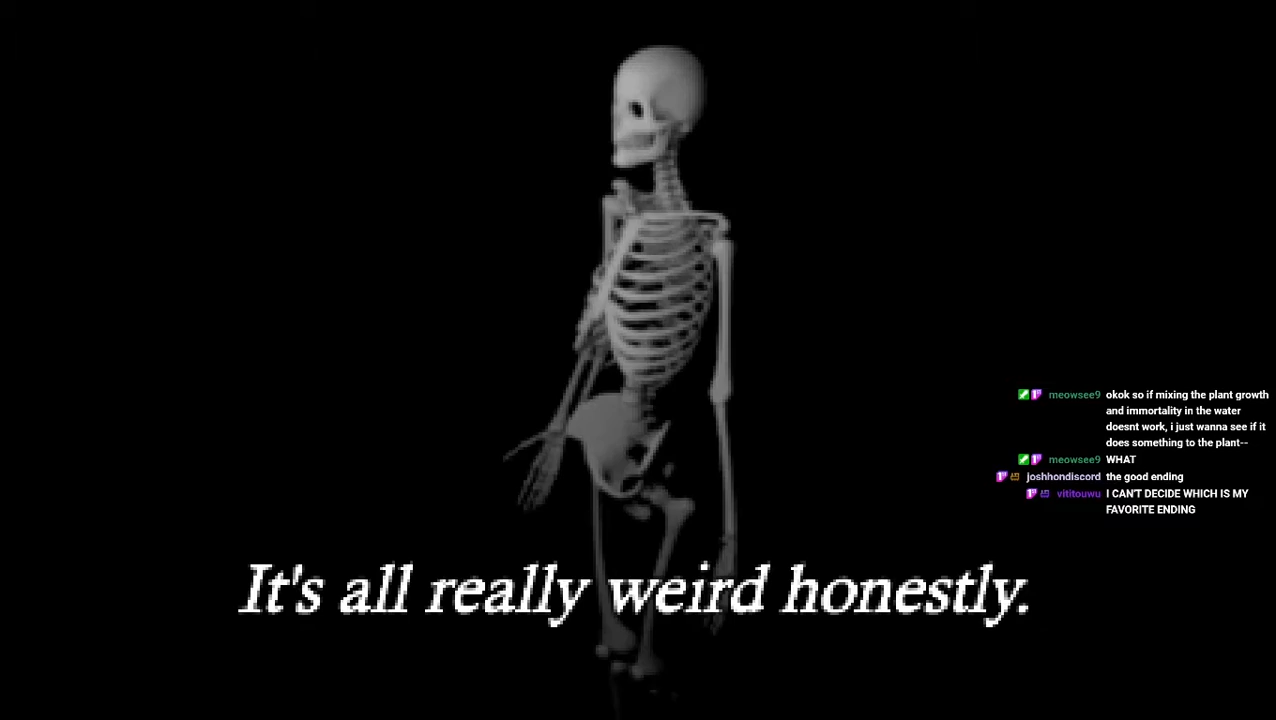 meowsee9 okok so if mixing the plant growth
and immortality in the water
doesnt work, i just wanna see if it
does something to the plant--
meowsee9 WHAT
joshhondiscord the good ending
vititouwu I CAN'T DECIDE WHICH IS MY
FAVORITE ENDING
It's all really weird honestly.